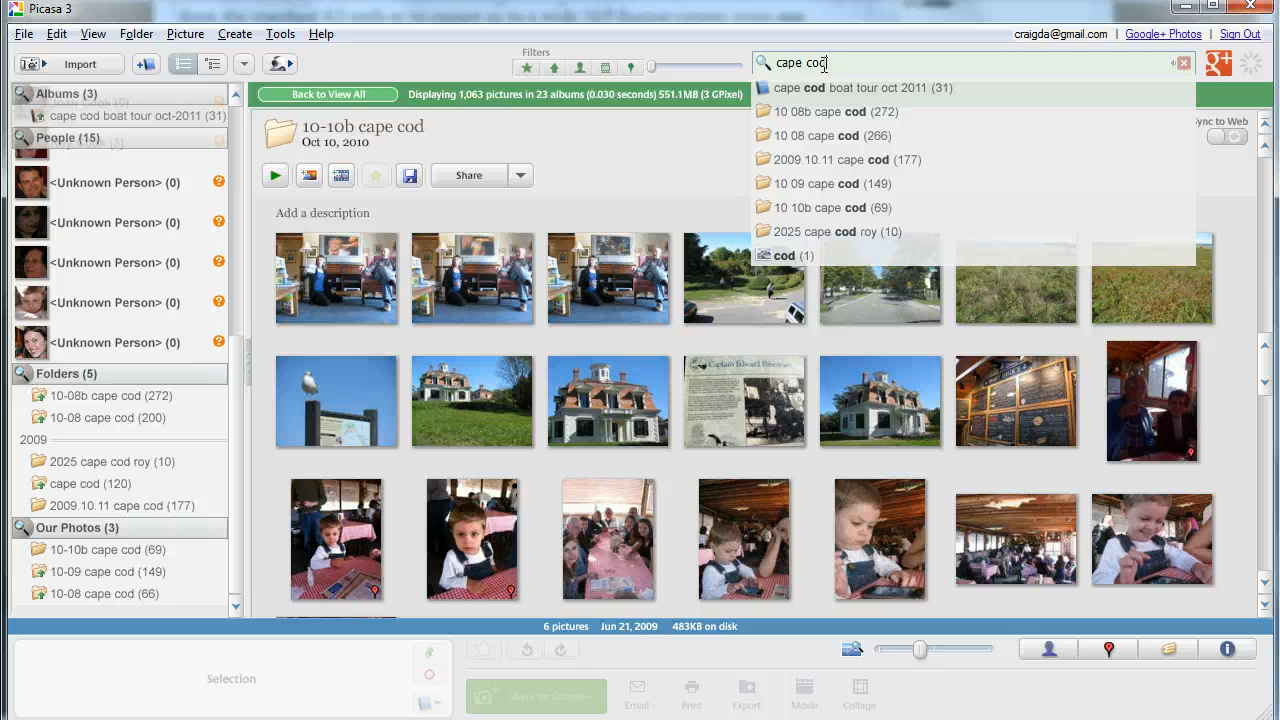 Picasa 3
File Edit View Folder Picture Create Tools Help
craigda@gmail.com | Google+ Photos | Sign Out
Import
Filters
cape cod
Back to View All
Displaying 1,063 pictures in 23 albums (0.030 seconds) 551.1MB (3 GPixel)
cape cod boat tour oct 2011 (31)
10 08b cape cod (272)
10 08 cape cod (266)
2009.10.11 cape cod (177)
10 09 cape cod (149)
10 10b cape cod (69)
2025 cape cod roy (10)
cod (1)
Sync to Web
Albums (3)
cape cod boat tour oct-2011 (31)
People (15)
<Unknown Person> (0)
<Unknown Person> (0)
<Unknown Person> (0)
<Unknown Person> (0)
<Unknown Person> (0)
Folders (5)
10-08b cape cod (272)
10-08 cape cod (200)
2009
2025 cape cod roy (10)
cape cod (120)
2009.10.11 cape cod (177)
Our Photos (3)
10-10b cape cod (69)
10-09 cape cod (149)
10-08 cape cod (66)
10-10b cape cod
Oct 10, 2010
Share
Add a description
Captain Edward Penniman
6 pictures Jun 21, 2009 483KB on disk
Selection
Share on Google+
Email
Print
Export
Movie
Collage